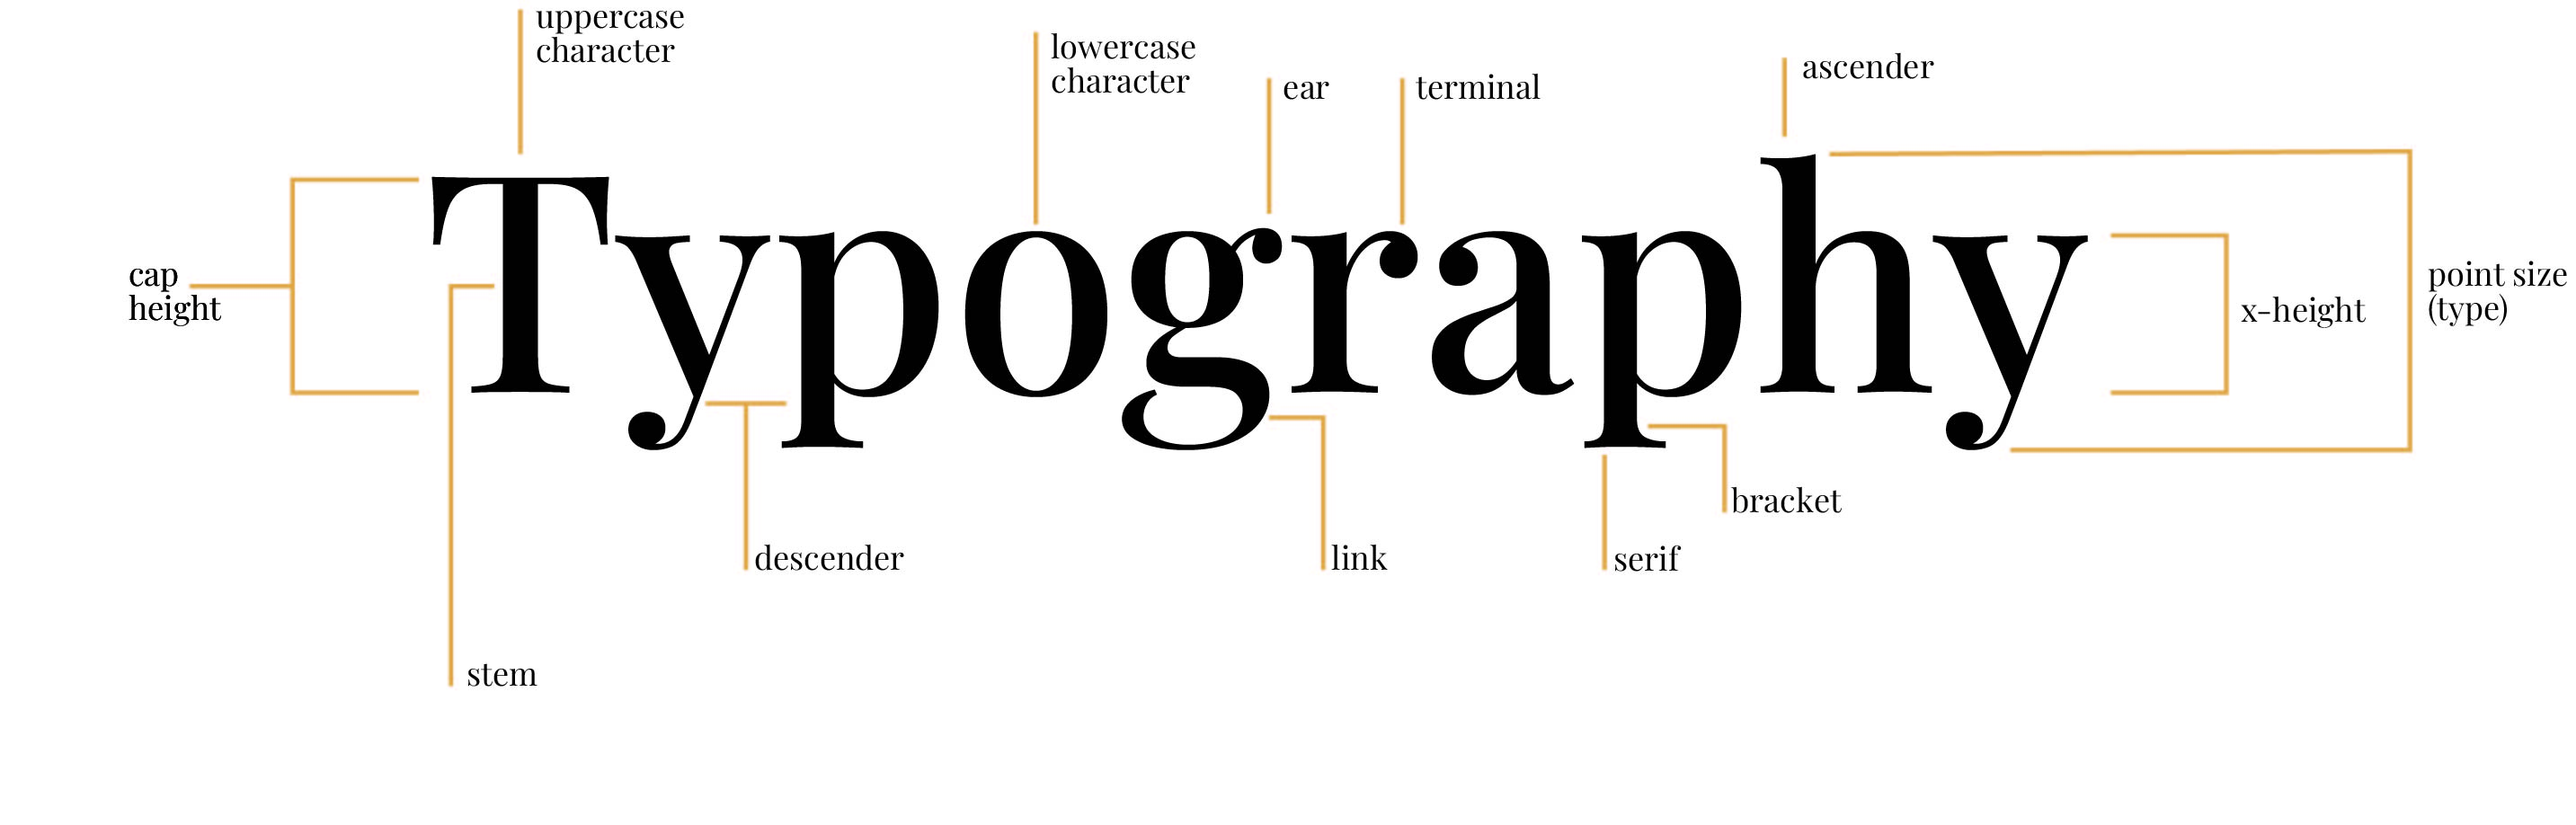 uppercase
character
lowercase
character
ear
terminal
ascender
Typography
cap
height
x-height
point size
(type)
descender
link
serif
bracket
stem